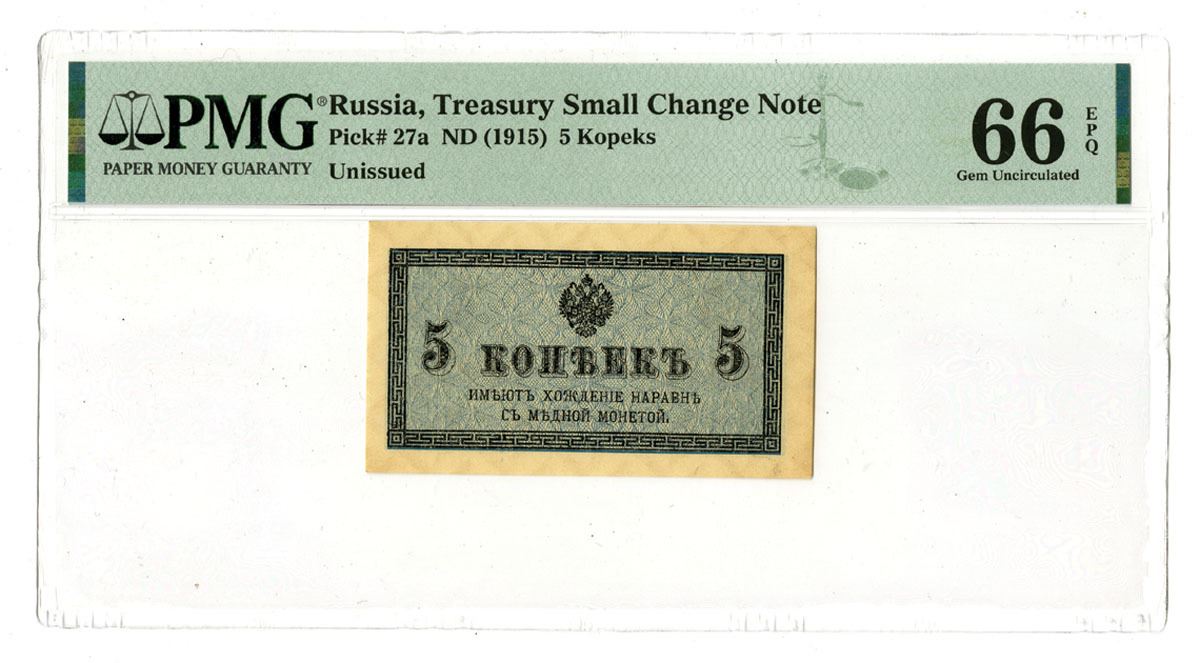 PMG®
PAPER MONEY GUARANTY
Russia, Treasury Small Change Note
Pick# 27a ND (1915) 5 Kopeks
Unissued
66
EPQ
Gem Uncirculated
5 КОПѢЕКЪ 5
ИМѢЮТЪ ХОЖДЕНІЕ НАРАВНѢ
СЪ МѢДНОЙ МОНЕТОЙ.